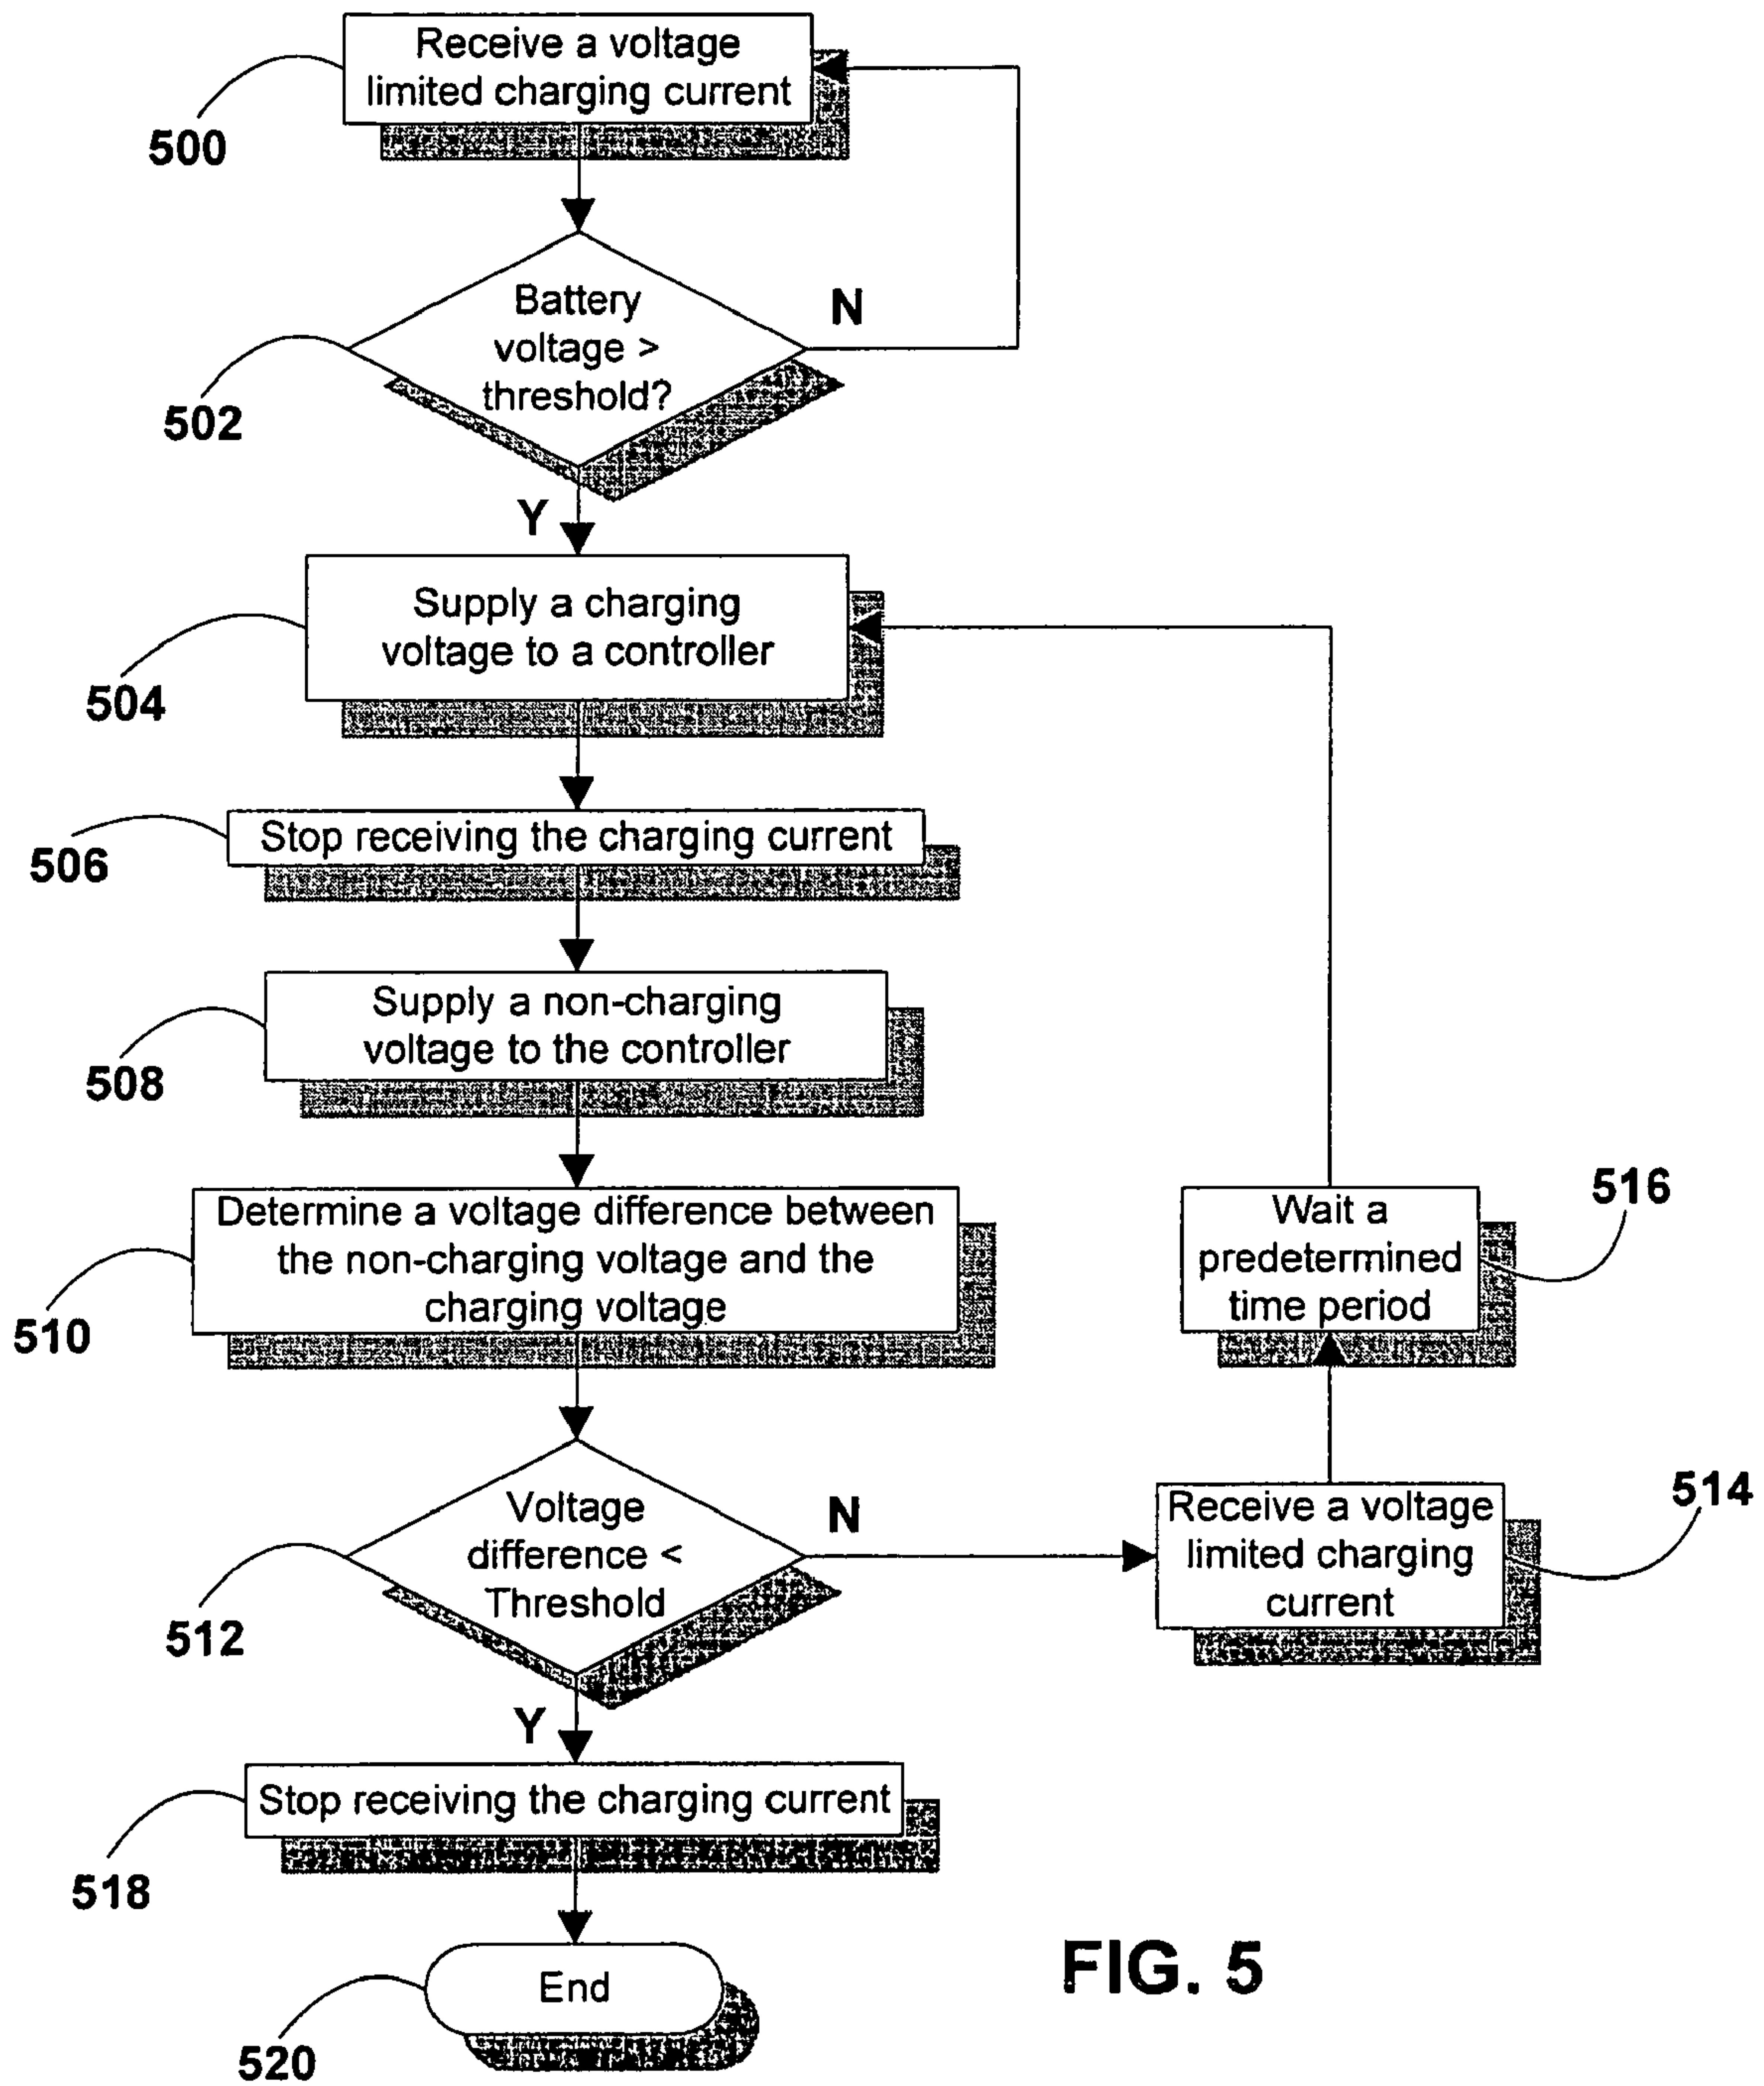 Receive a voltage
limited charging current
500
Battery
voltage >
threshold?
N
502
Y
Supply a charging
voltage to a controller
504
Stop receiving the charging current
506
Supply a non-charging
voltage to the controller
508
Determine a voltage difference between
the non-charging voltage and the
charging voltage
510
Wait a
predetermined
time period
516
Voltage
difference <
Threshold
N
512
Receive a voltage
limited charging
current
514
Y
Stop receiving the charging current
518
End
520
FIG. 5